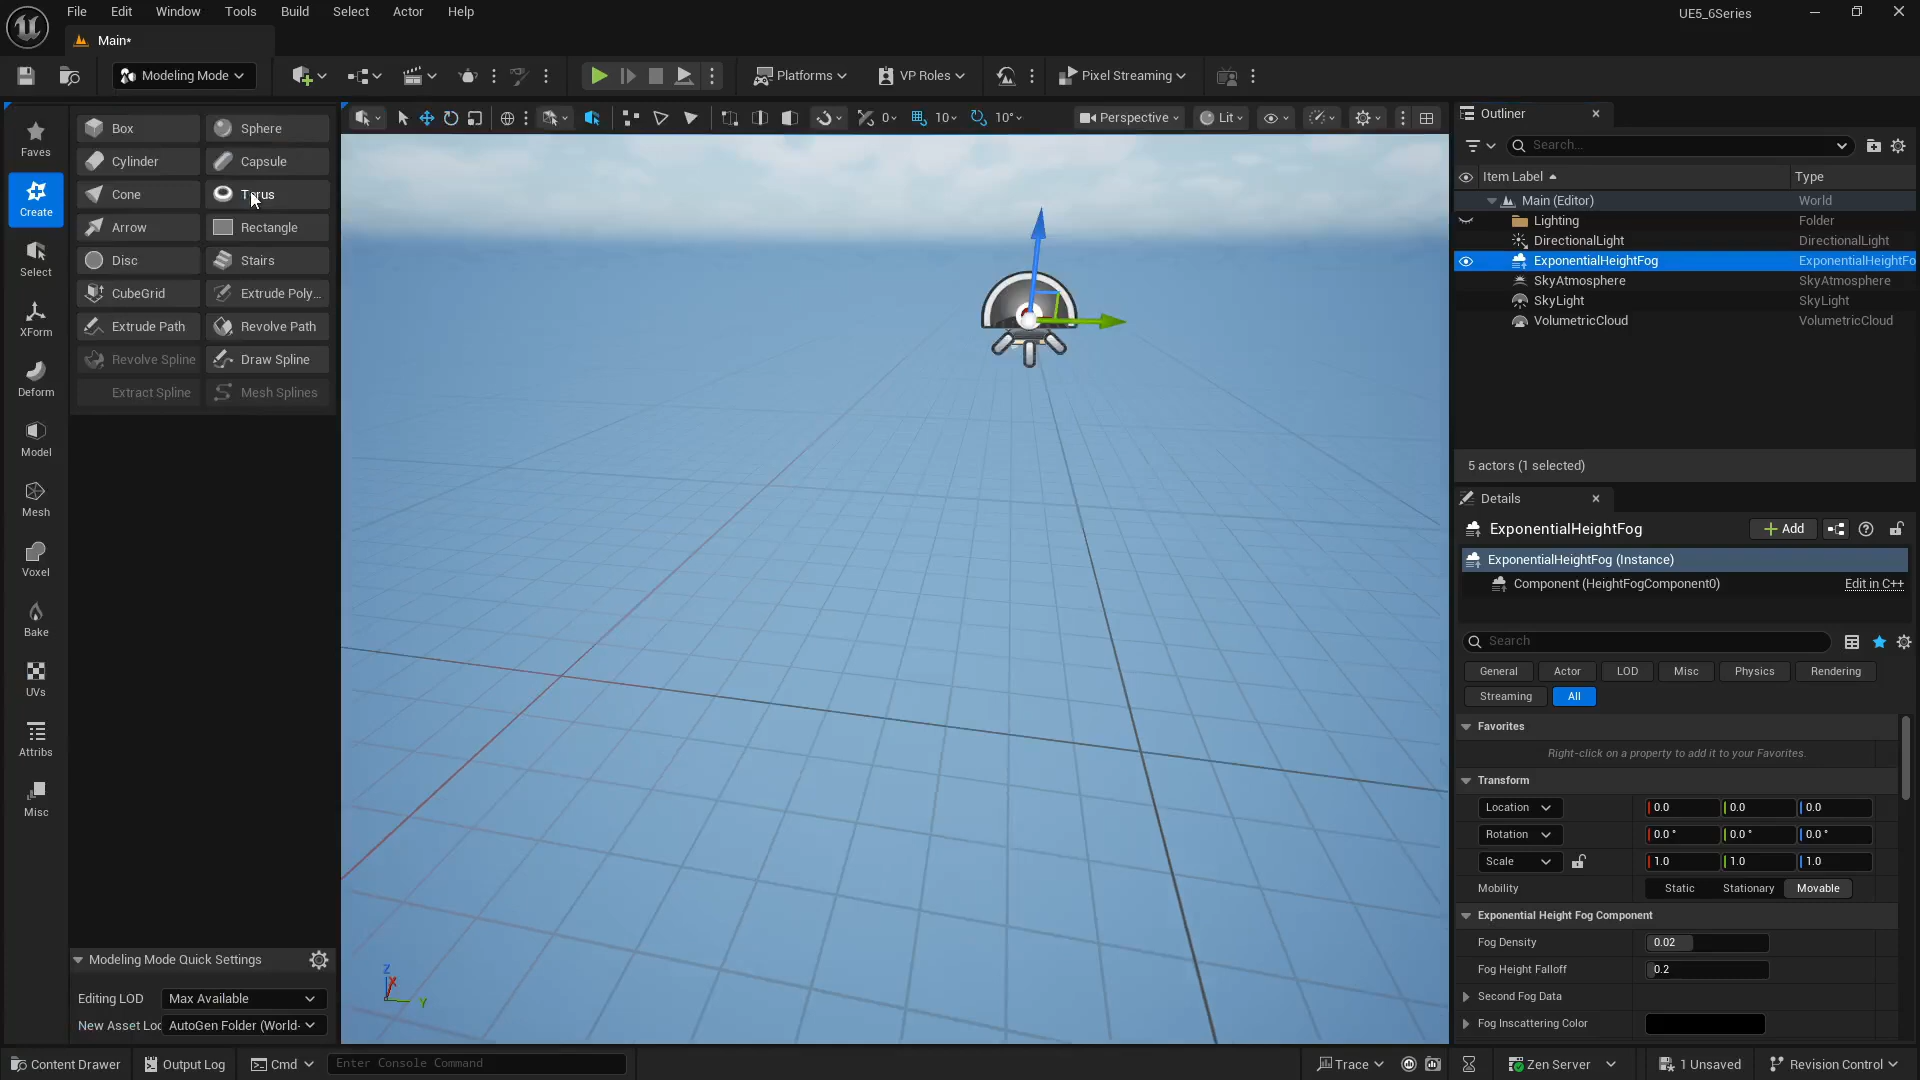 File Edit Window Tools Build Select Actor Help
UE5_6Series
Main*
Modeling Mode
Platforms
VP Roles
Pixel Streaming
Faves
Create
Select
XForm
Deform
Model
Mesh
Voxel
Bake
UVs
Attribs
Misc
Box
Sphere
Cylinder
Capsule
Cone
Torus
Arrow
Rectangle
Disc
Stairs
CubeGrid
Extrude Poly...
Extrude Path
Revolve Path
Revolve Spline
Draw Spline
Extract Spline
Mesh Splines
Modeling Mode Quick Settings
Editing LOD
Max Available
New Asset Loc
AutoGen Folder (World-
0
10
10°
Perspective
Lit
Z
X
Y
Outliner
Search...
Item Label
Type
Main (Editor)
World
Lighting
Folder
DirectionalLight
DirectionalLight
ExponentialHeightFog
ExponentialHeightFo
SkyAtmosphere
SkyAtmosphere
SkyLight
SkyLight
VolumetricCloud
VolumetricCloud
5 actors (1 selected)
Details
ExponentialHeightFog
Add
ExponentialHeightFog (Instance)
Component (HeightFogComponent0)
Edit in C++
Search
General
Actor
LOD
Misc
Physics
Rendering
Streaming
All
Favorites
Right-click on a property to add it to your Favorites.
Transform
Location
0.0
0.0
0.0
Rotation
0.0 °
0.0 °
0.0 °
Scale
1.0
1.0
1.0
Mobility
Static
Stationary
Movable
Exponential Height Fog Component
Fog Density
0.02
Fog Height Falloff
0.2
Second Fog Data
Fog Inscattering Color
Content Drawer
Output Log
Cmd
Enter Console Command
Trace
Zen Server
1 Unsaved
Revision Control